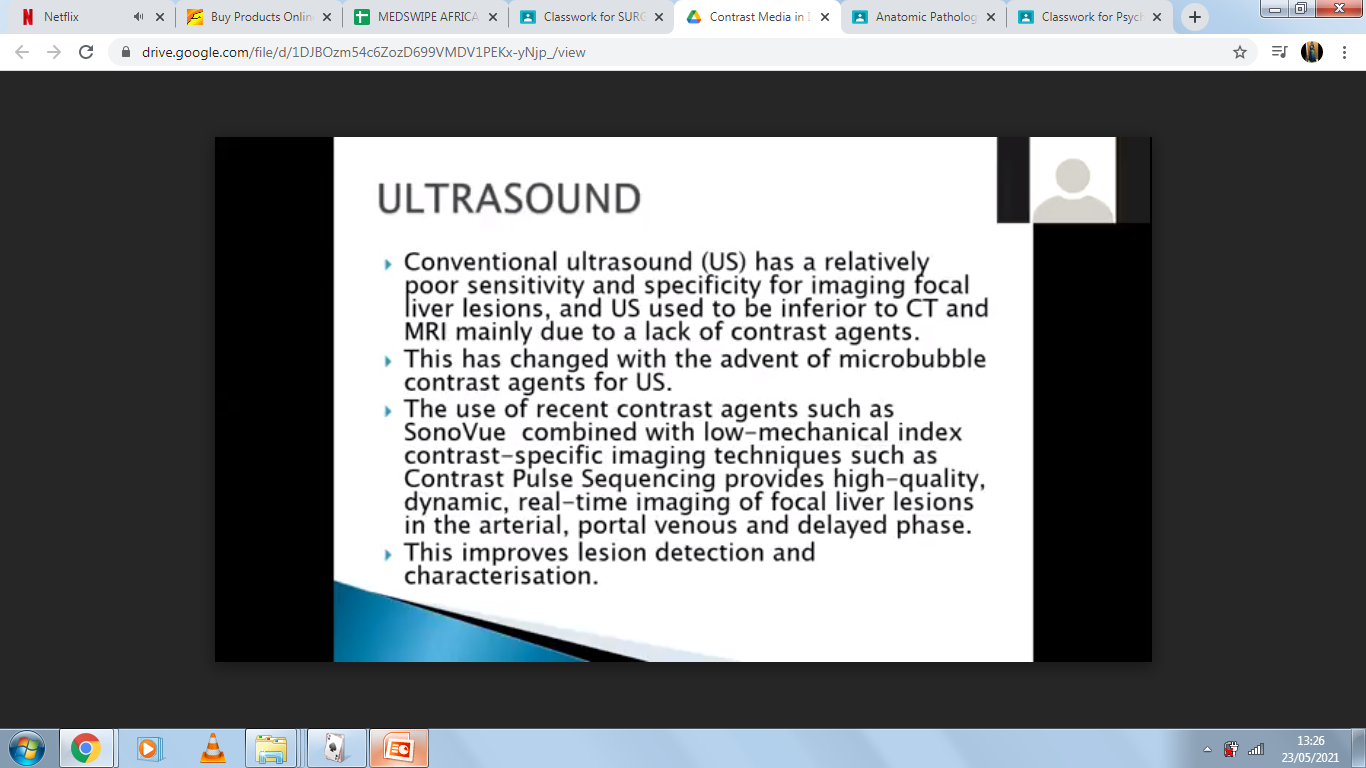 Netflix
Buy Products Onlin
MEDSWIPE AFRICA
Classwork for SURG
Contrast Media in I
Anatomic Patholog
Classwork for Psych
drive.google.com/file/d/1DJBOzm54c6ZozD699VMDV1PEKx-yNjp_/view
ULTRASOUND
Conventional ultrasound (US) has a relatively
poor sensitivity and specificity for imaging focal
liver lesions, and US used to be inferior to CT and
MRI mainly due to a lack of contrast agents.
This has changed with the advent of microbubble
contrast agents for US.
The use of recent contrast agents such as
SonoVue combined with low-mechanical index
contrast-specific imaging techniques such as
Contrast Pulse Sequencing provides high-quality,
dynamic, real-time imaging of focal liver lesions
in the arterial, portal venous and delayed phase.
This improves lesion detection and
characterisation.
13:26
23/05/2021